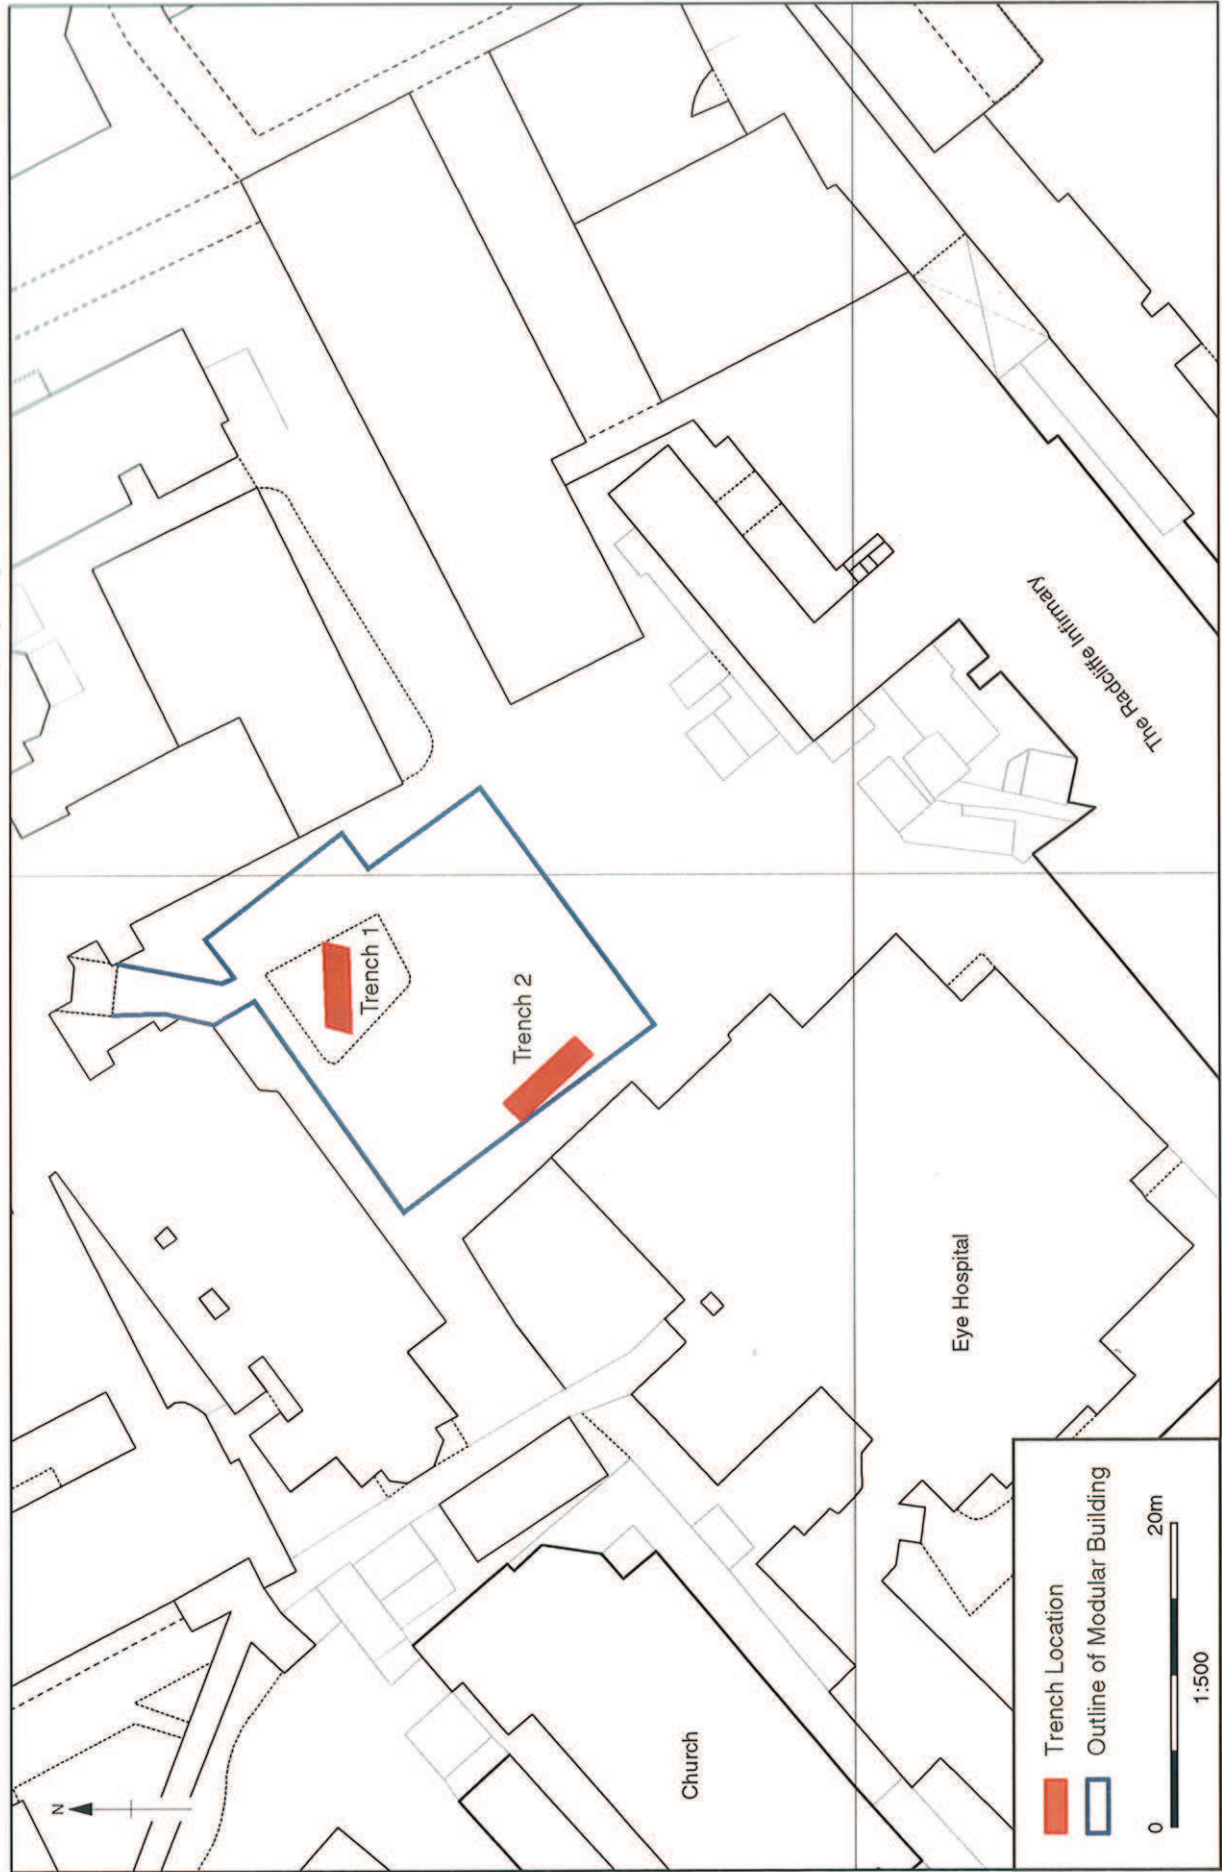 N
Trench 1
Trench 2
The Radcliffe Infirmary
Eye Hospital
Church
Trench Location
Outline of Modular Building
0 20m
1:500